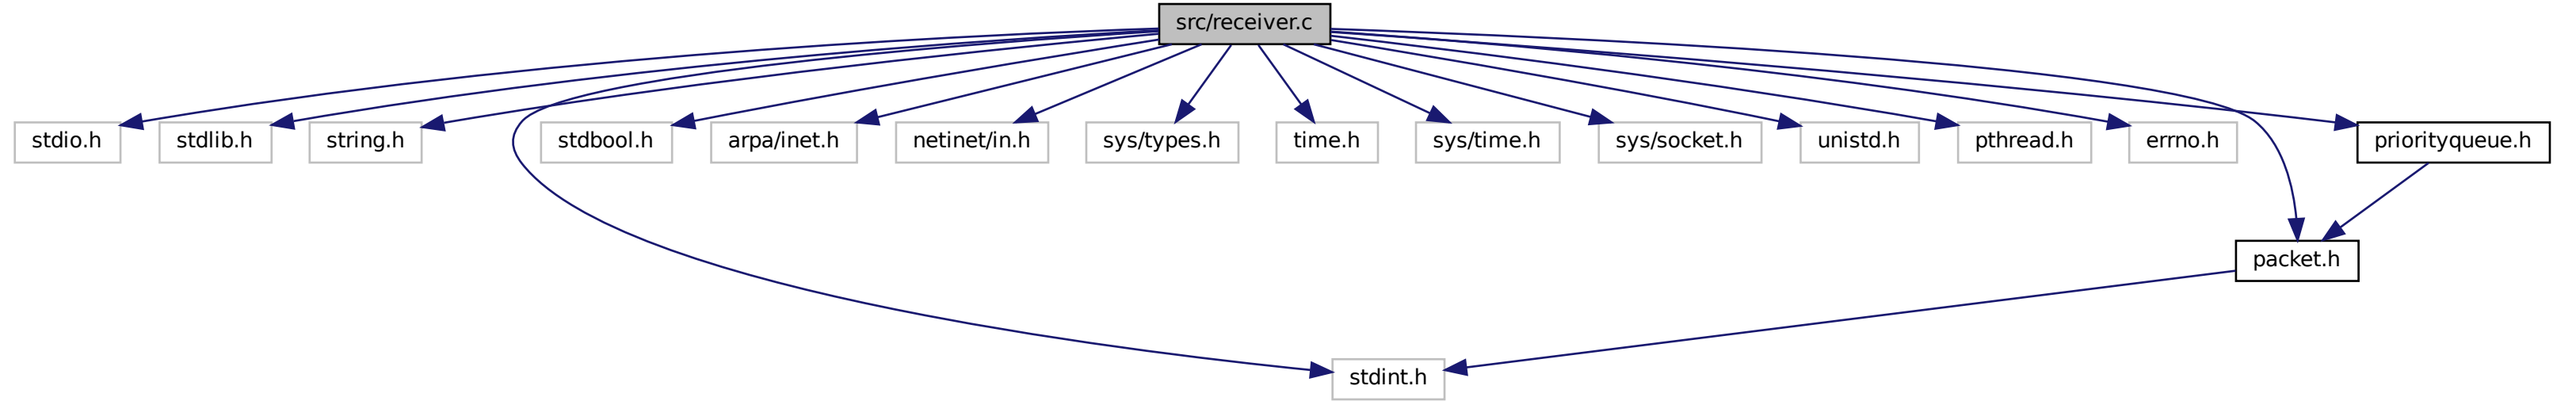 src/receiver.c
stdio.h
stdlib.h
string.h
stdbool.h
arpa/inet.h
netinet/in.h
sys/types.h
time.h
sys/time.h
sys/socket.h
unistd.h
pthread.h
errno.h
priorityqueue.h
packet.h
stdint.h